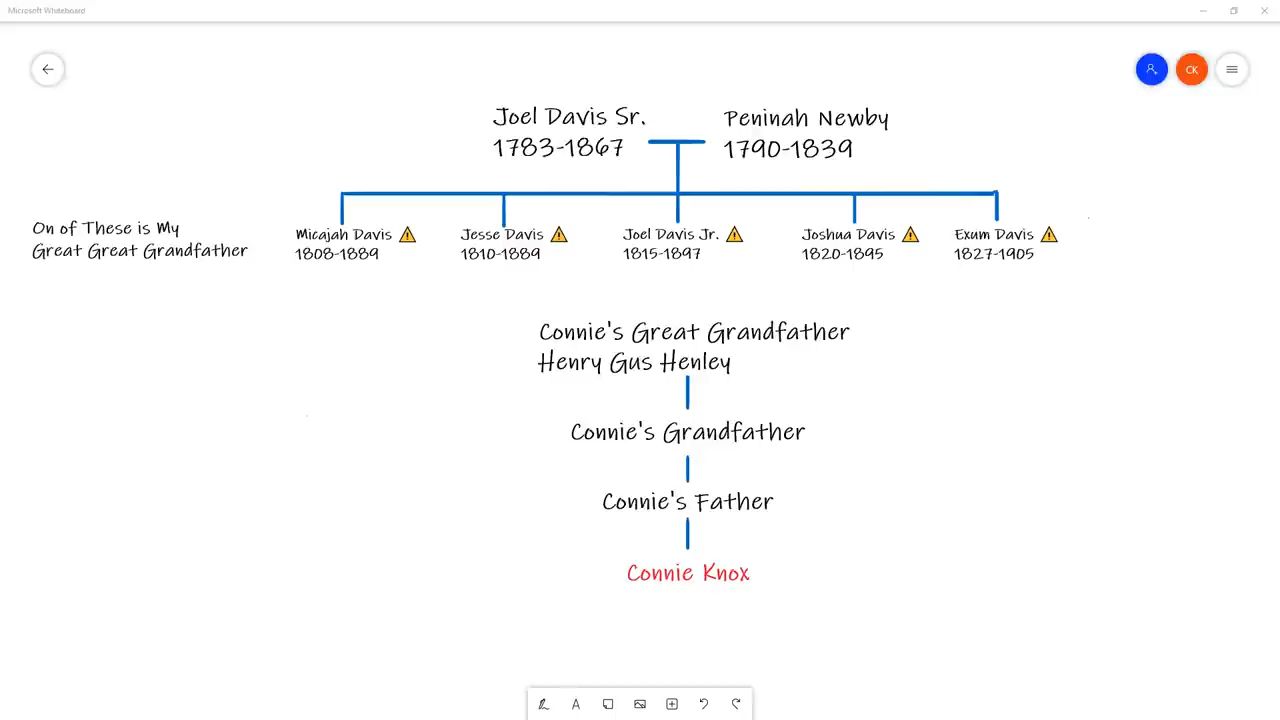 Microsoft Whiteboard
CK
Joel Davis Sr.
1783-1867
Peninah Newby
1790-1839
On of These is My
Great Great Grandfather
Micajah Davis
1808-1889
Jesse Davis
1810-1889
Joel Davis Jr.
1815-1897
Joshua Davis
1820-1895
Exum Davis
1827-1905
Connie's Great Grandfather
Henry Gus Henley
Connie's Grandfather
Connie's Father
Connie Knox
A